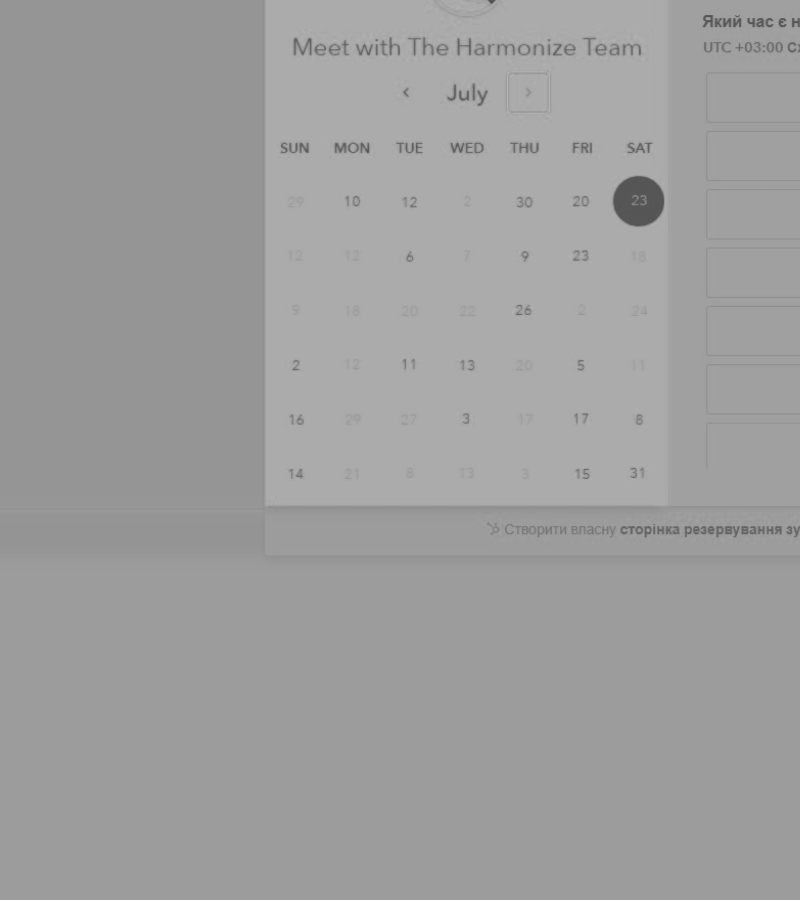 Який час є н
Meet with The Harmonize Team
UTC +03:00 Сх
July
SUN MON TUE WED THU FRI SAT
29 10 12 2 30 20 23
12 12 6 7 9 23 18
9 18 20 22 26 2 24
2 12 11 13 20 5 11
16 29 27 3 17 17 8
14 21 8 13 3 15 31
Створити власну сторінка резервування зу